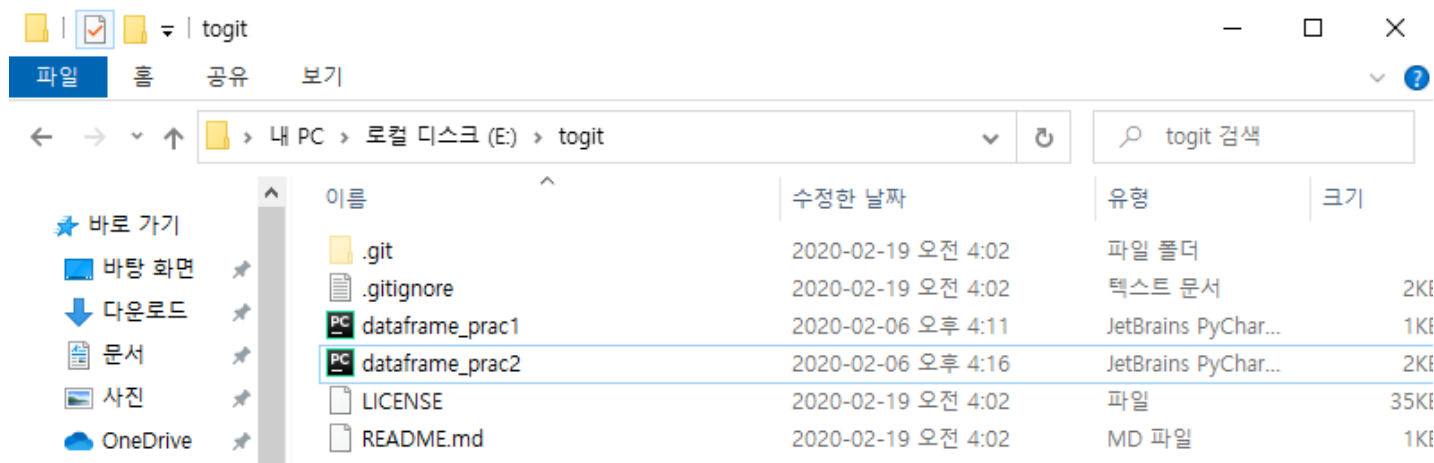 togit
파일 홈 공유 보기
내 PC > 로컬 디스크 (E:) > togit
togit 검색
이름 수정한 날짜 유형 크기
바로 가기
바탕 화면
다운로드
문서
사진
OneDrive
.git 2020-02-19 오전 4:02 파일 폴더
.gitignore 2020-02-19 오전 4:02 텍스트 문서 2KB
dataframe_prac1 2020-02-06 오후 4:11 JetBrains PyChar... 1KB
dataframe_prac2 2020-02-06 오후 4:16 JetBrains PyChar... 2KB
LICENSE 2020-02-19 오전 4:02 파일 35KB
README.md 2020-02-19 오전 4:02 MD 파일 1KB